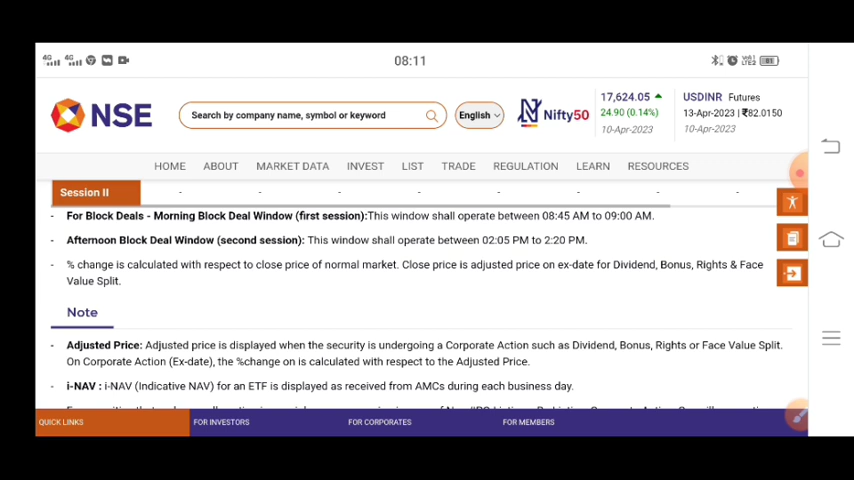 08:11
NSE
Search by company name, symbol or keyword
English
Nifty50
17,624.05
24.90 (0.14%)
10-Apr-2023
USDINR Futures
13-Apr-2023 | ₹82.0150
10-Apr-2023
HOME ABOUT MARKET DATA INVEST LIST TRADE REGULATION LEARN RESOURCES
Session II - - - - - - - -
- For Block Deals - Morning Block Deal Window (first session):This window shall operate between 08:45 AM to 09:00 AM.
- Afternoon Block Deal Window (second session): This window shall operate between 02:05 PM to 2:20 PM.
- % change is calculated with respect to close price of normal market. Close price is adjusted price on ex-date for Dividend, Bonus, Rights & Face
Value Split.
Note
- Adjusted Price: Adjusted price is displayed when the security is undergoing a Corporate Action such as Dividend, Bonus, Rights or Face Value Split.
On Corporate Action (Ex-date), the %change on is calculated with respect to the Adjusted Price.
- i-NAV : i-NAV (Indicative NAV) for an ETF is displayed as received from AMCs during each business day.
QUICK LINKS FOR INVESTORS FOR CORPORATES FOR MEMBERS